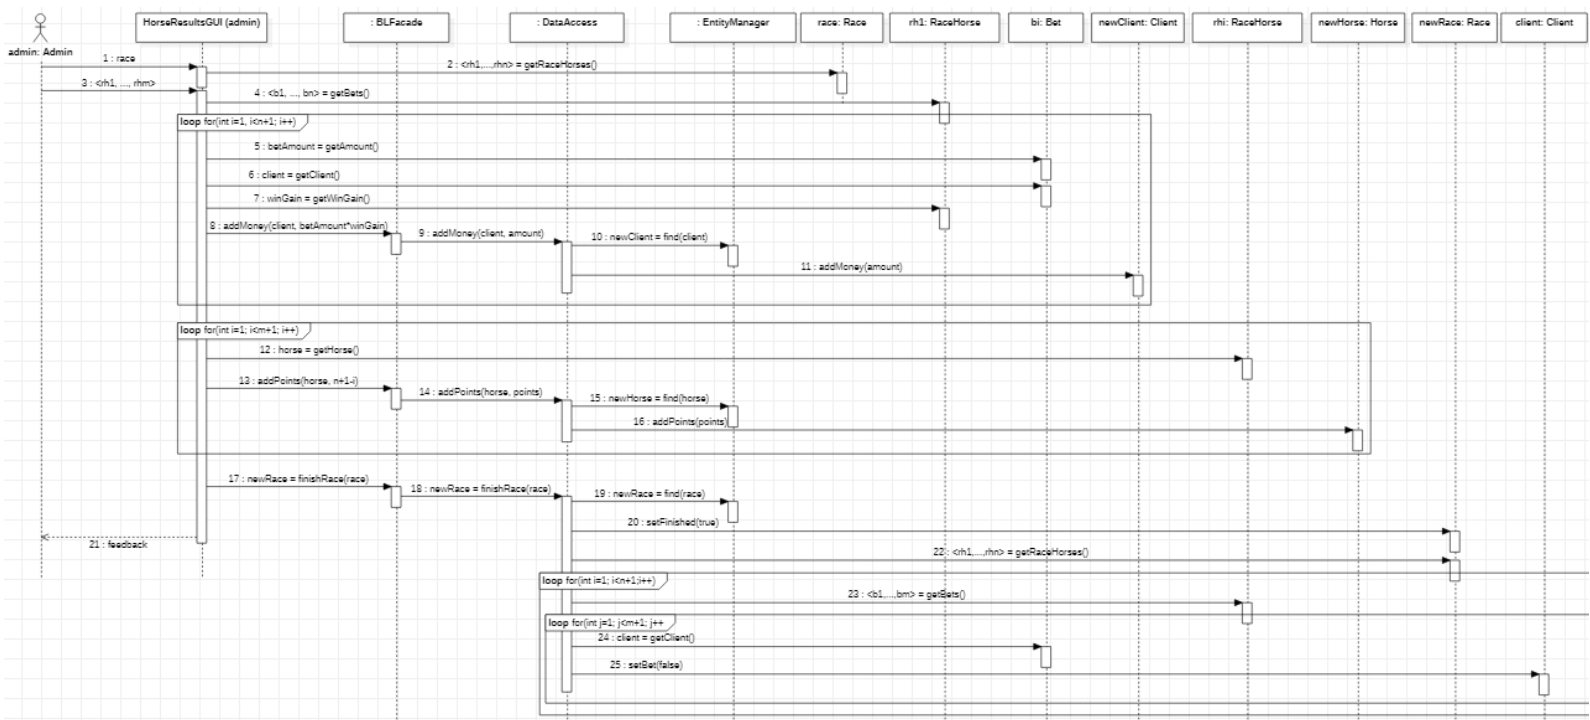 HorseResultsGUI (admin)
: BLFacade
: DataAccess
: EntityManager
race: Race
rh1: RaceHorse
bi: Bet
newClient: Client
rhi: RaceHorse
newHorse: Horse
newRace: Race
client: Client
admin: Admin
1 : race
2 : <rh1,...,rhn> = getRaceHorses()
3 : <rh1, ..., rhm>
4 : <b1, ..., bn> = getBets()
loop for(int i=1, i<n+1; i++)
5 : betAmount = getAmount()
6 : client = getClient()
7 : winGain = getWinGain()
8 : addMoney(client, betAmount*winGain)
9 : addMoney(client, amount)
10 : newClient = find(client)
11 : addMoney(amount)
loop for(int i=1; i<m+1; i++)
12 : horse = getHorse()
13 : addPoints(horse, n+1-i)
14 : addPoints(horse, points)
15 : newHorse = find(horse)
16 : addPoints(points)
17 : newRace = finishRace(race)
18 : newRace = finishRace(race)
19 : newRace = find(race)
20 : setFinished(true)
21 : feedback
22 : <rh1,...,rhn> = getRaceHorses()
loop for(int i=1; i<n+1;i++)
23 : <b1,...,bm> = getBets()
loop for(int j=1; j<m+1; j++
24 : client = getClient()
25 : setBet(false)